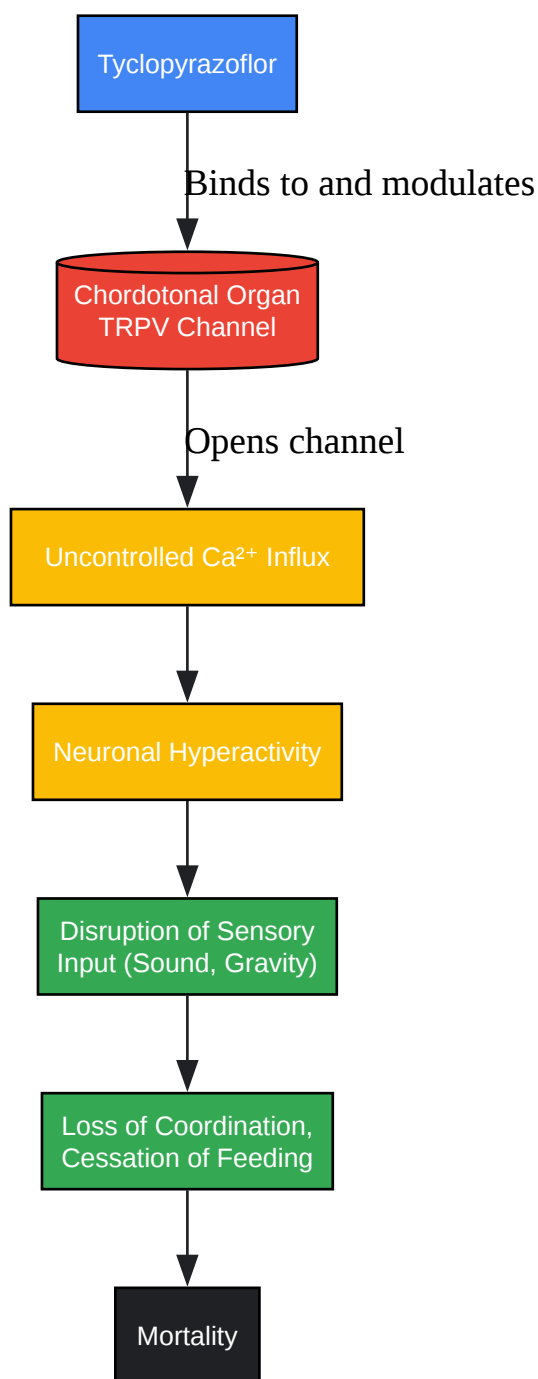 Tyclopyrazoflor
Binds to and modulates
Chordotonal Organ
TRPV Channel
Opens channel
Uncontrolled Ca²⁺ Influx
Neuronal Hyperactivity
Disruption of Sensory
Input (Sound, Gravity)
Loss of Coordination,
Cessation of Feeding
Mortality